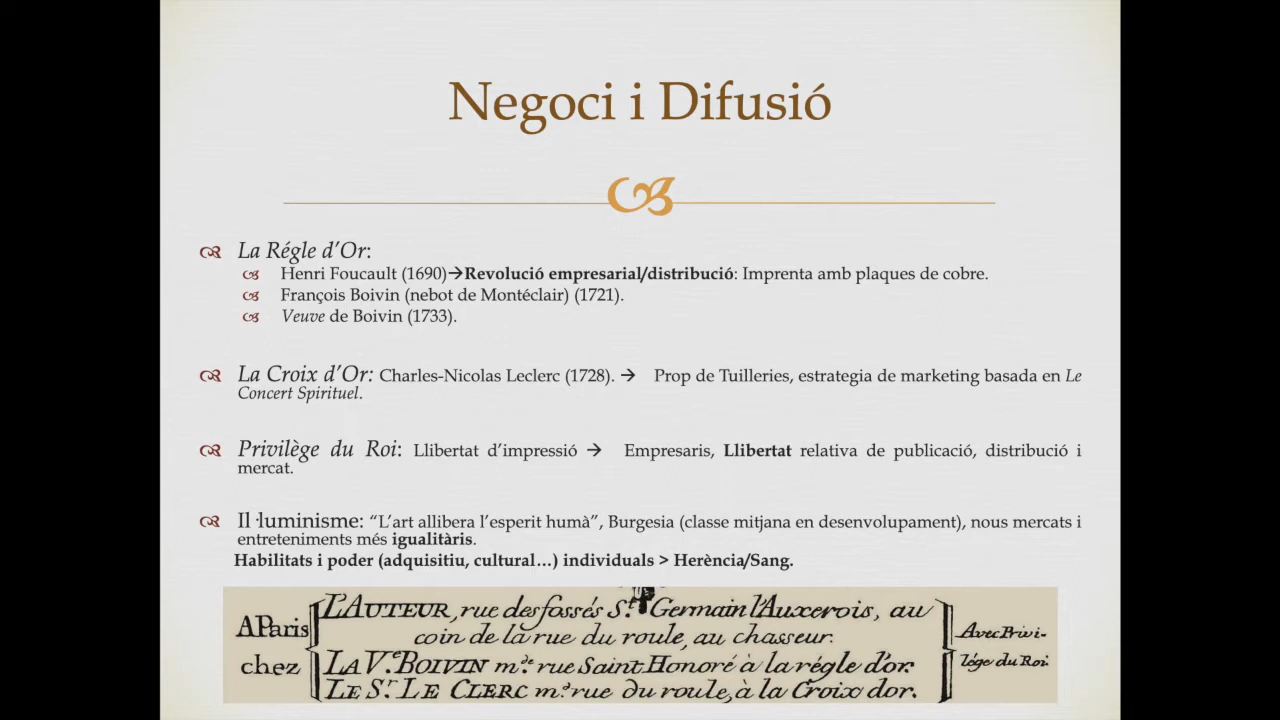 Negoci i Difusió
La Régle d’Or:
Henri Foucault (1690)→Revolució empresarial/distribució: Imprenta amb plaques de cobre.
François Boivin (nebot de Montéclair) (1721).
Veuve de Boivin (1733).
La Croix d’Or: Charles-Nicolas Leclerc (1728). → Prop de Tuilleries, estrategia de marketing basada en Le
Concert Spirituel.
Privilège du Roi: Llibertat d’impressió → Empresaris, Llibertat relativa de publicació, distribució i
mercat.
Il·luminisme: “L’art allibera l’esperit humà”, Burgesia (classe mitjana en desenvolupament), nous mercats i
entreteniments més igualitàris.
Habilitats i poder (adquisitiu, cultural…) individuals > Herència/Sang.
A Paris
chez
L'AUTEUR, rue des fossés St. Germain l'Auxerois, au
coin de la rue du roule, au chasseur.
LA Ve. BOIVIN mde. rue Saint Honoré à la régle d'or.
LE Sr. LE CLERC md. rue du roule, à la Croix d'or.
Avec Privi-
lége du Roi.